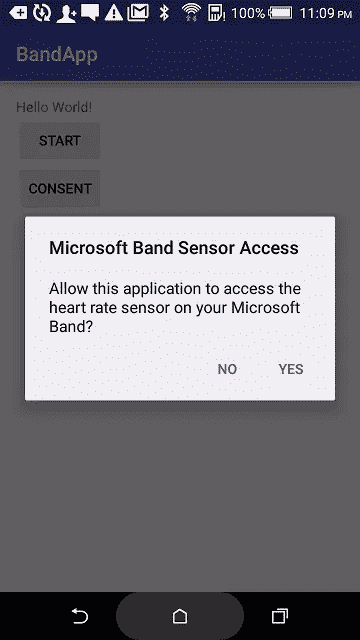 100% 11:09 PM
BandApp
Hello World!
START
CONSENT
Microsoft Band Sensor Access
Allow this application to access the
heart rate sensor on your Microsoft
Band?
NO YES